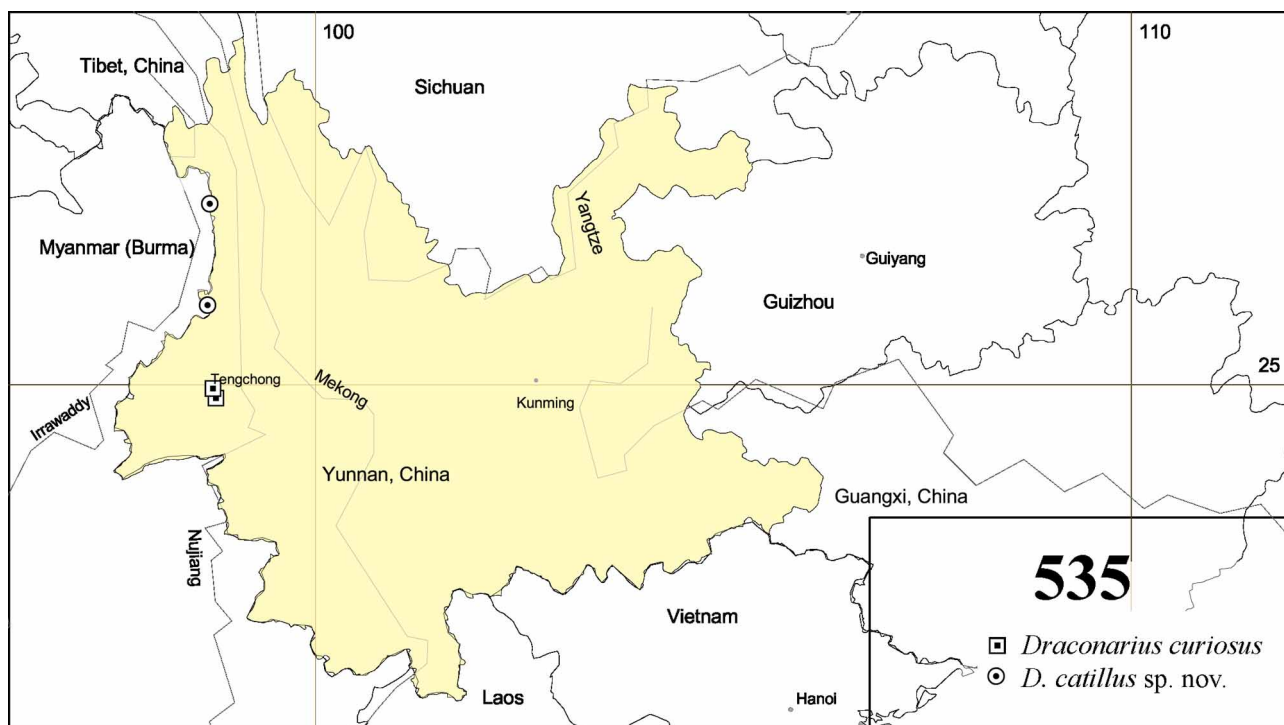 100
110
Tibet, China
Sichuan
Yangtze
Myanmar (Burma)
Guiyang
Guizhou
25
Tengchong
Mekong
Kunming
Irrawaddy
Yunnan, China
Guangxi, China
Nujiang
535
Vietnam
Draconarius curiosus
D. catillus sp. nov.
Laos
Hanoi